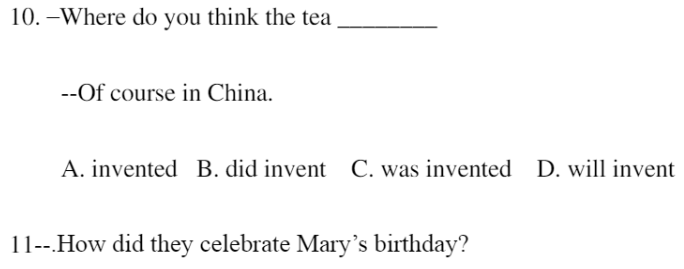 10. –Where do you think the tea ________
--Of course in China.
A. invented B. did invent C. was invented D. will invent
11--.How did they celebrate Mary’s birthday?